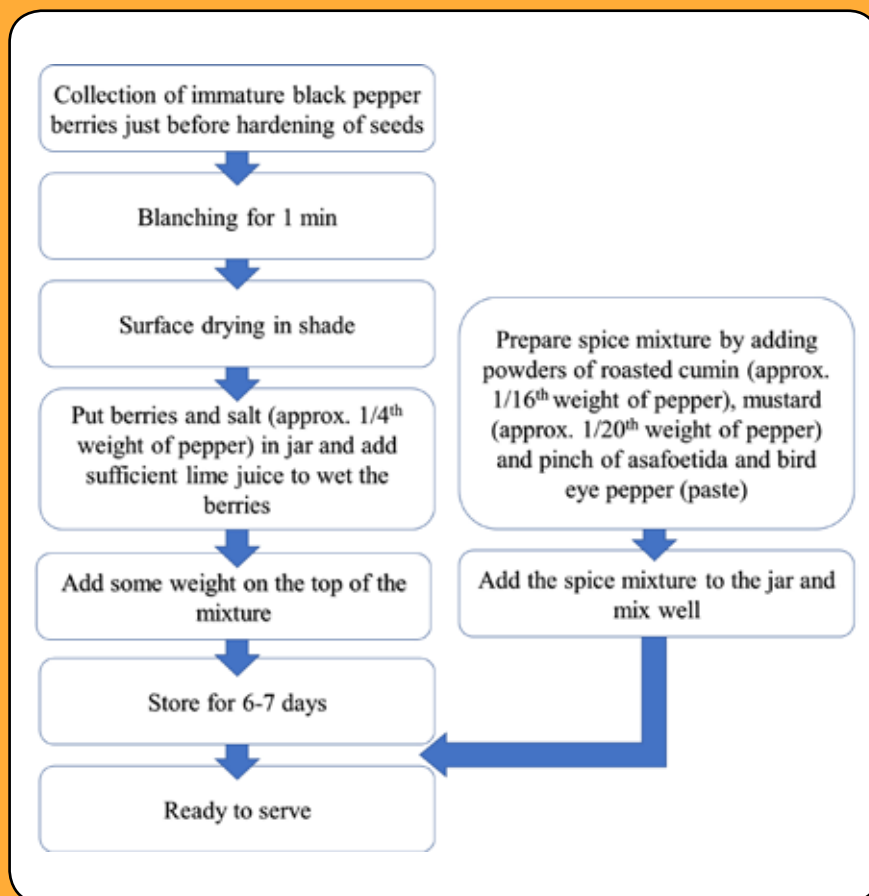 Collection of immature black pepper
berries just before hardening of seeds
Blanching for 1 min
Surface drying in shade
Put berries and salt (approx. 1/4th
weight of pepper) in jar and add
sufficient lime juice to wet the
berries
Add some weight on the top of the
mixture
Store for 6-7 days
Prepare spice mixture by adding
powders of roasted cumin (approx.
1/16th weight of pepper), mustard
(approx. 1/20th weight of pepper)
and pinch of asafoetida and bird
eye pepper (paste)
Add the spice mixture to the jar and
mix well
Ready to serve